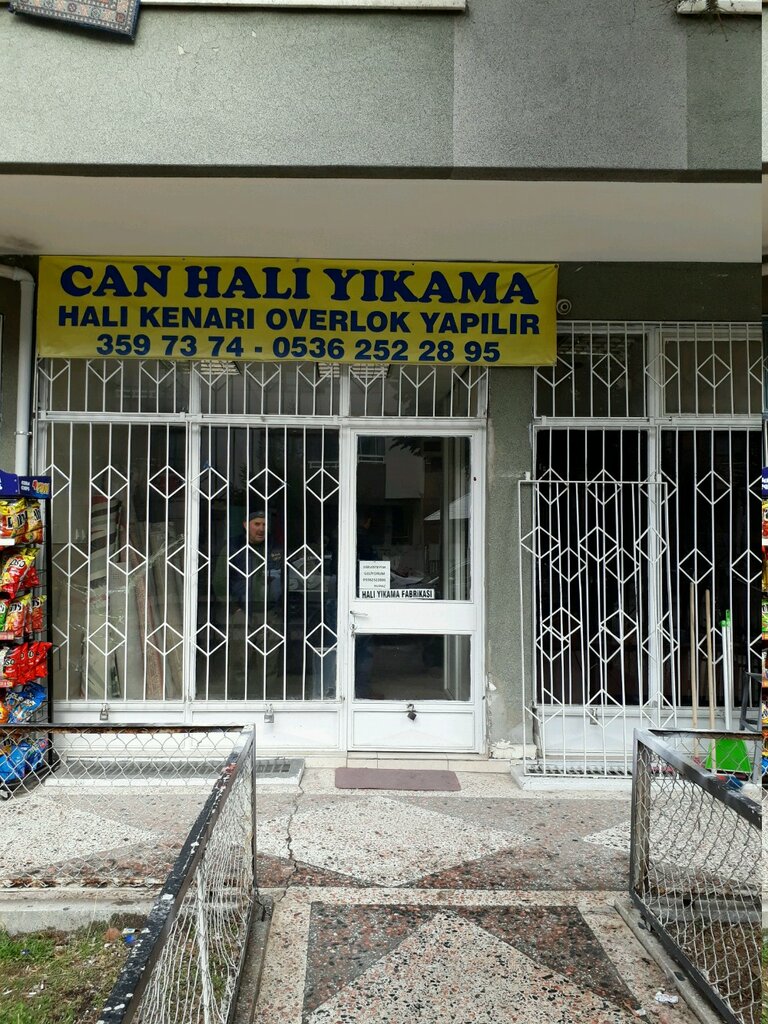 CAN HALI YIKAMA
HALI KENARI OVERLOK YAPILIR
359 73 74 - 0536 252 28 95
HALI YIKAMA FABRİKASI